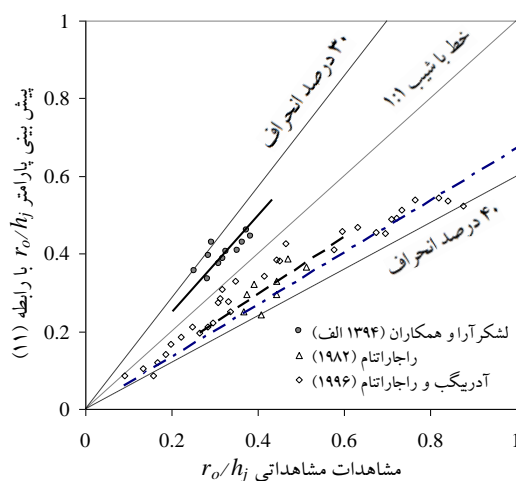 1
0.8
0.6
0.4
0.2
0
0
0.2
0.4
0.6
0.8
1
۳۰ درصد انحراف
خط با شیب ۱:۱
۴۰ درصد انحراف
لشکرآرا و همکاران (۱۳۹۴ الف)
راجاراتنام (۱۹۸۲)
آدریگب و راجاراتنام (۱۹۹۶)
پیش بینی پارامتر r_o/h_j با رابطه (۱۱)
مشاهدات مشاهداتی r_o/h_j